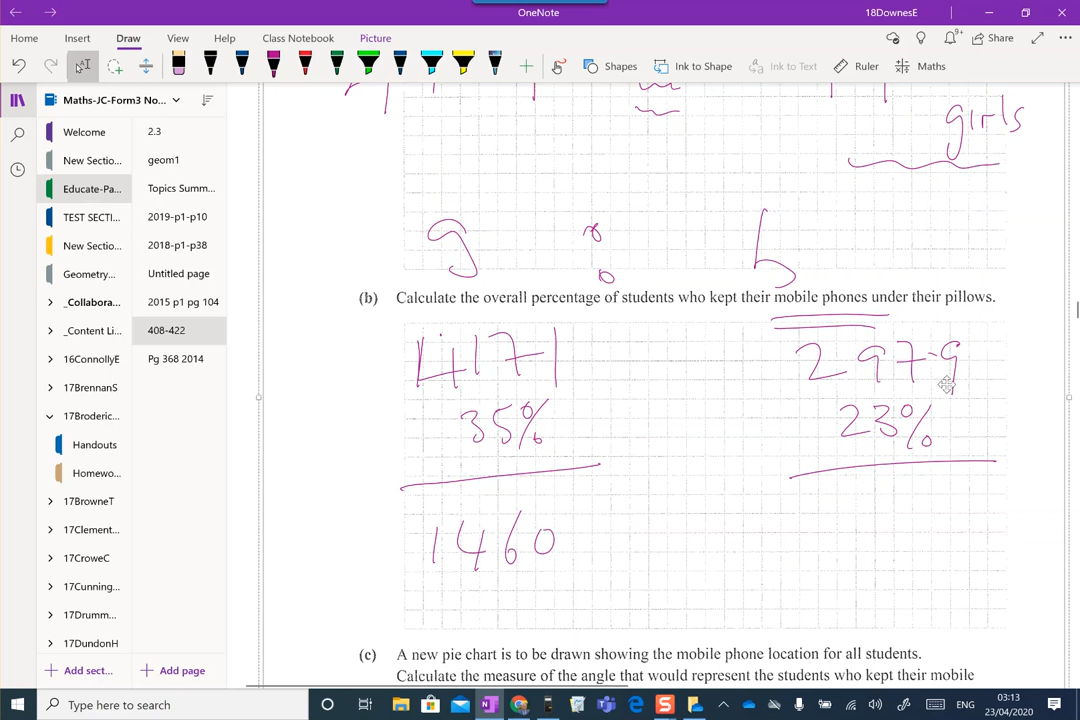 OneNote
18DownesE
Home Insert Draw View Help Class Notebook Picture
9+
Share
Shapes
Ink to Shape
Ink to Text
Ruler
Maths
Maths-JC-Form3 No...
Welcome
New Sectio...
Educate-Pa...
TEST SECTI...
New Sectio...
Geometry...
_Collabora...
_Content Li...
16ConnollyE
17BrennanS
17Broderic...
Handouts
Homewo...
17BrowneT
17Clement...
17CroweC
17Cunning...
17Drumm...
17DundonH
Add sect...
2.3
geom1
Topics Summ...
2019-p1-p10
2018-p1-p38
Untitled page
2015 p1 pg 104
408-422
Pg 368 2014
Add page
girls
g : b
(b) Calculate the overall percentage of students who kept their mobile phones under their pillows.
4171
35%
1460
2979
23%
(c) A new pie chart is to be drawn showing the mobile phone location for all students.
Calculate the measure of the angle that would represent the students who kept their mobile
Type here to search
ENG
03:13
23/04/2020